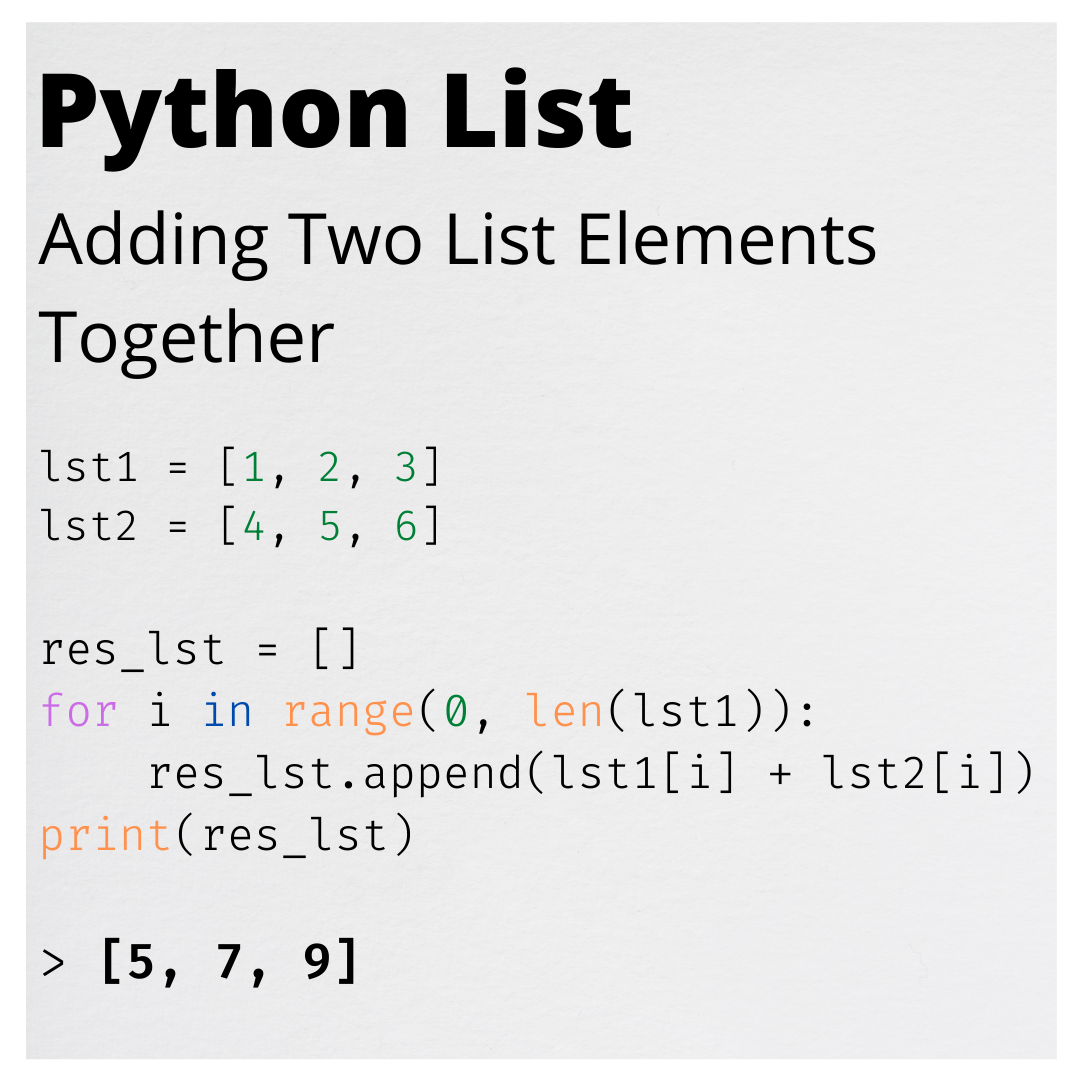 Python List
Adding Two List Elements
Together
lst1 = [1, 2, 3]
lst2 = [4, 5, 6]
res_lst = []
for i in range(0, len(lst1)):
    res_lst.append(lst1[i] + lst2[i])
print(res_lst)
> [5, 7, 9]